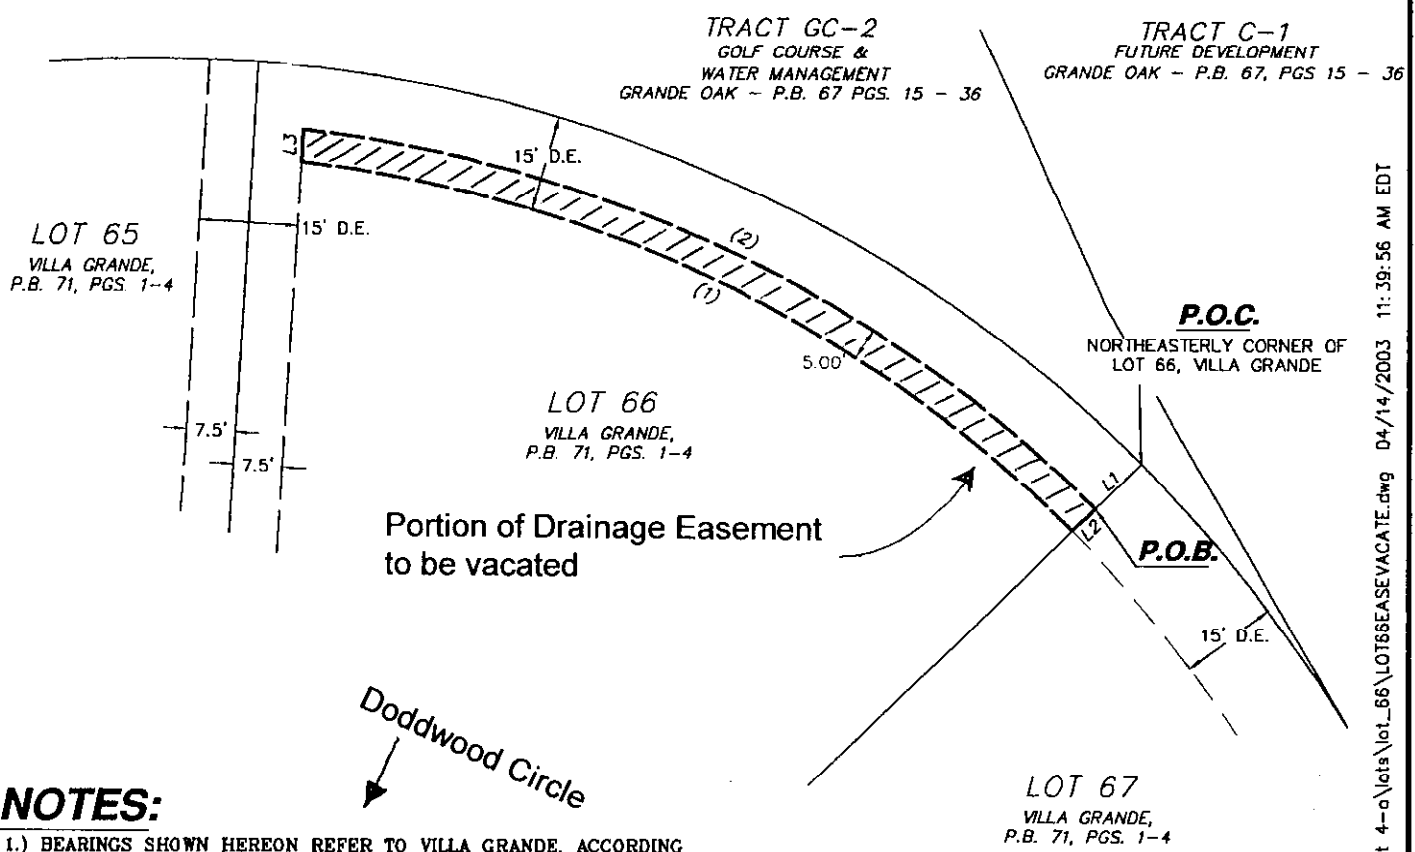 TRACT GC-2
GOLF COURSE &
WATER MANAGEMENT
GRANDE OAK - P.B. 67 PGS. 15 - 36
TRACT C-1
FUTURE DEVELOPMENT
GRANDE OAK - P.B. 67, PGS 15 - 36
L3
15' D.E.
15' D.E.
LOT 65
VILLA GRANDE,
P.B. 71, PGS. 1-4
(2)
(1)
5.00'
P.O.C.
NORTHEASTERLY CORNER OF
LOT 66, VILLA GRANDE
LOT 66
VILLA GRANDE,
P.B. 71, PGS. 1-4
7.5'
7.5'
L1
L2
P.O.B.
Portion of Drainage Easement
to be vacated
15' D.E.
Doddwood Circle
LOT 67
VILLA GRANDE,
P.B. 71, PGS. 1-4
NOTES:
1.) BEARINGS SHOWN HEREON REFER TO VILLA GRANDE, ACCORDING
t 4-a\lots\lot_66\LOT66EASEVACATE.dwg 04/14/2003 11:39:56 AM EDT